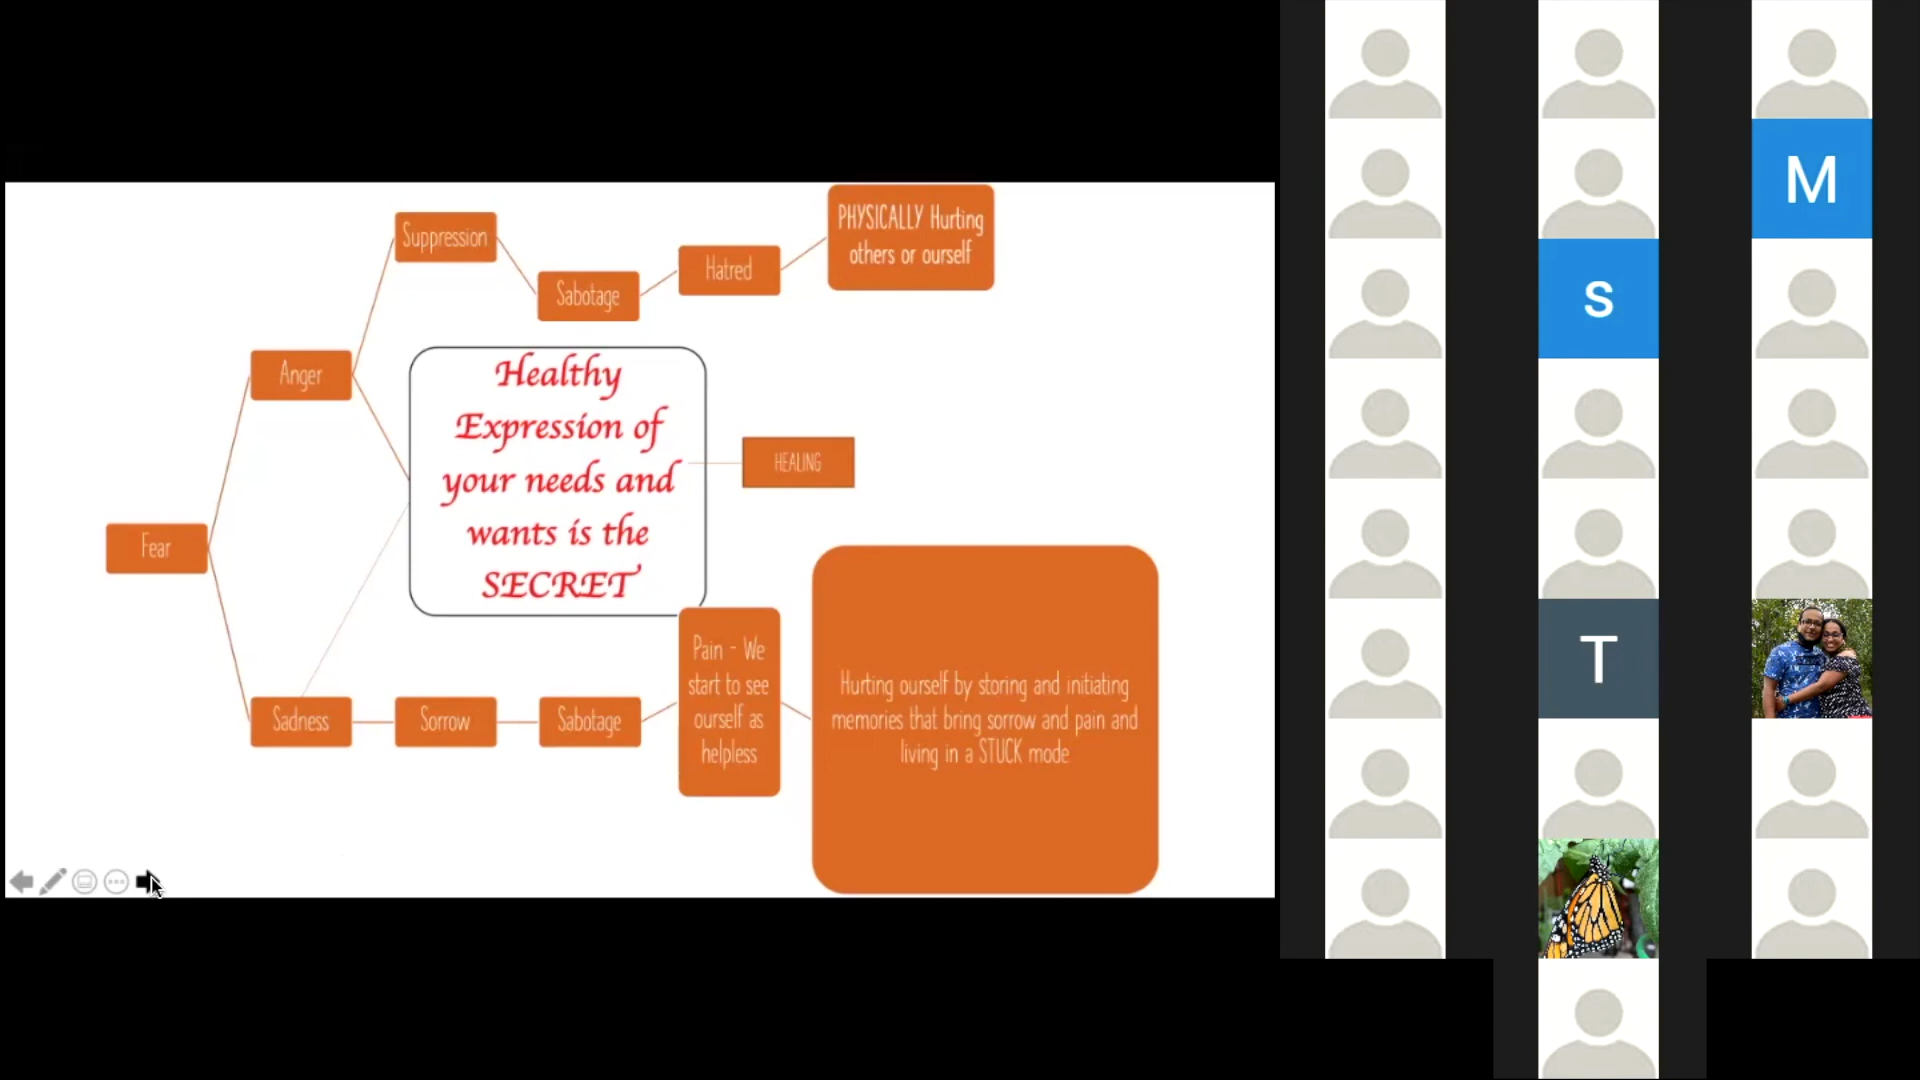 Suppression
Sabotage
Hatred
PHYSICALLY Hurting
others or ourself
Anger
Healthy
Expression of
your needs and
wants is the
SECRET
HEALING
Fear
Sadness
Sorrow
Sabotage
Pain - We
start to see
ourself as
helpless
Hurting ourself by storing and initiating
memories that bring sorrow and pain and
living in a STUCK mode
M
S
T